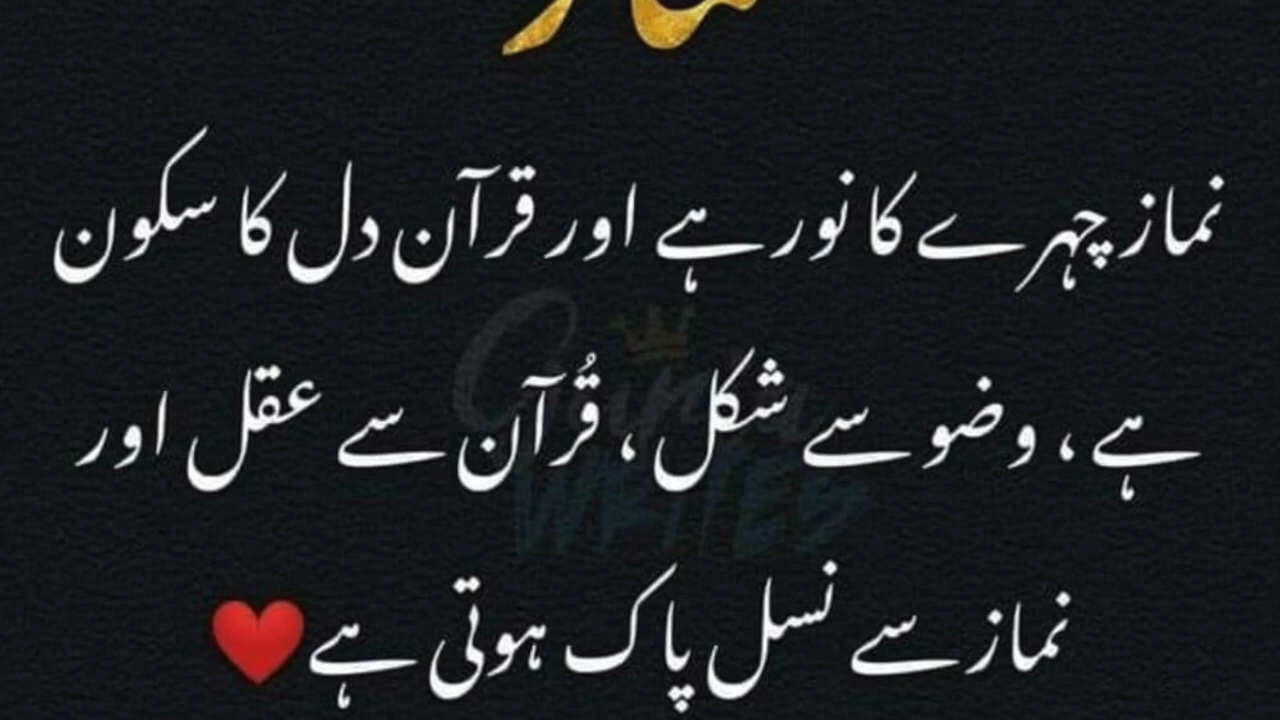 نماز چہرے کا نور ہے اور قرآن دل کا سکون
ہے ، وضو سے شکل ، قُرآن سے عقل اور
نماز سے نسل پاک ہوتی ہے❤️
WRITES